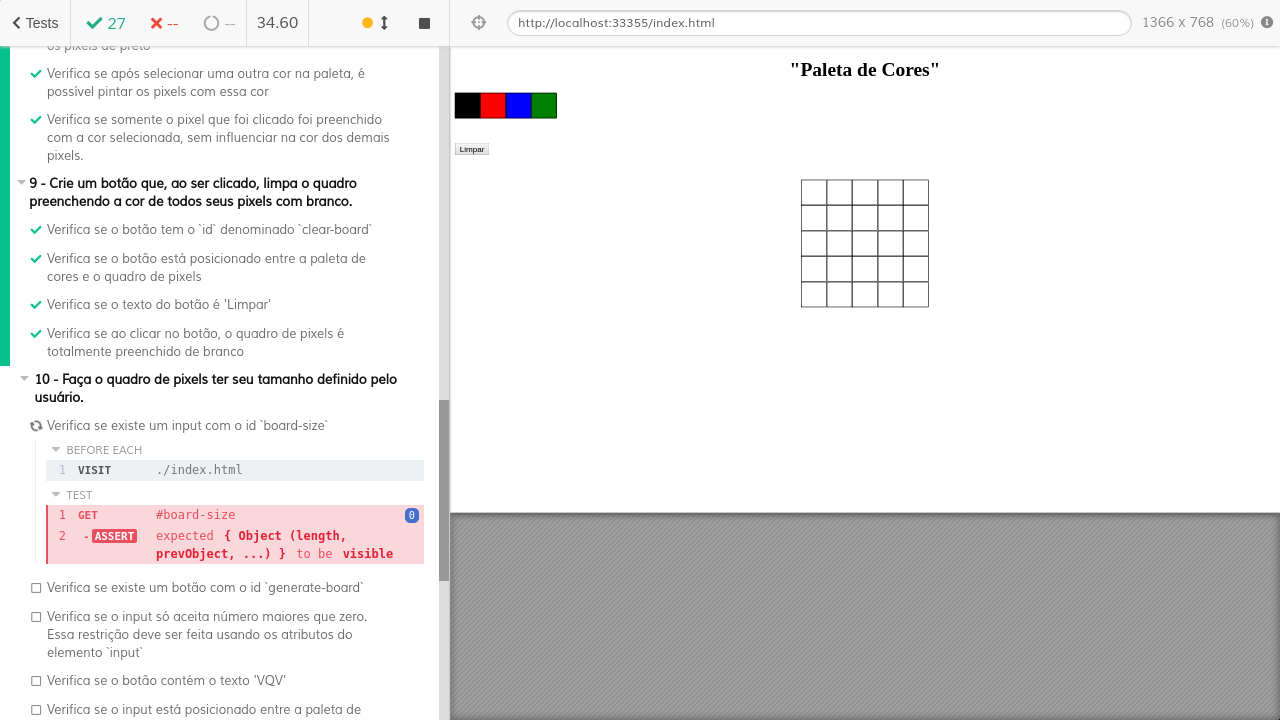 Tests
27
--
--
34.60
http://localhost:33355/index.html
1366 x 768 (60%)
os pixels de preto
Verifica se após selecionar uma outra cor na paleta, é
possível pintar os pixels com essa cor
Verifica se somente o pixel que foi clicado foi preenchido
com a cor selecionada, sem influenciar na cor dos demais
pixels.
9 - Crie um botão que, ao ser clicado, limpa o quadro
preenchendo a cor de todos seus pixels com branco.
Verifica se o botão tem o `id` denominado `clear-board`
Verifica se o botão está posicionado entre a paleta de
cores e o quadro de pixels
Verifica se o texto do botão é 'Limpar'
Verifica se ao clicar no botão, o quadro de pixels é
totalmente preenchido de branco
10 - Faça o quadro de pixels ter seu tamanho definido pelo
usuário.
Verifica se existe um input com o id `board-size`
BEFORE EACH
1 VISIT ./index.html
TEST
1 GET #board-size 0
2 -ASSERT expected { Object (length,
prevObject, ...) } to be visible
Verifica se existe um botão com o id `generate-board`
Verifica se o input só aceita número maiores que zero.
Essa restrição deve ser feita usando os atributos do
elemento `input`
Verifica se o botão contém o texto 'VQV'
Verifica se o input está posicionado entre a paleta de
"Paleta de Cores"
Limpar